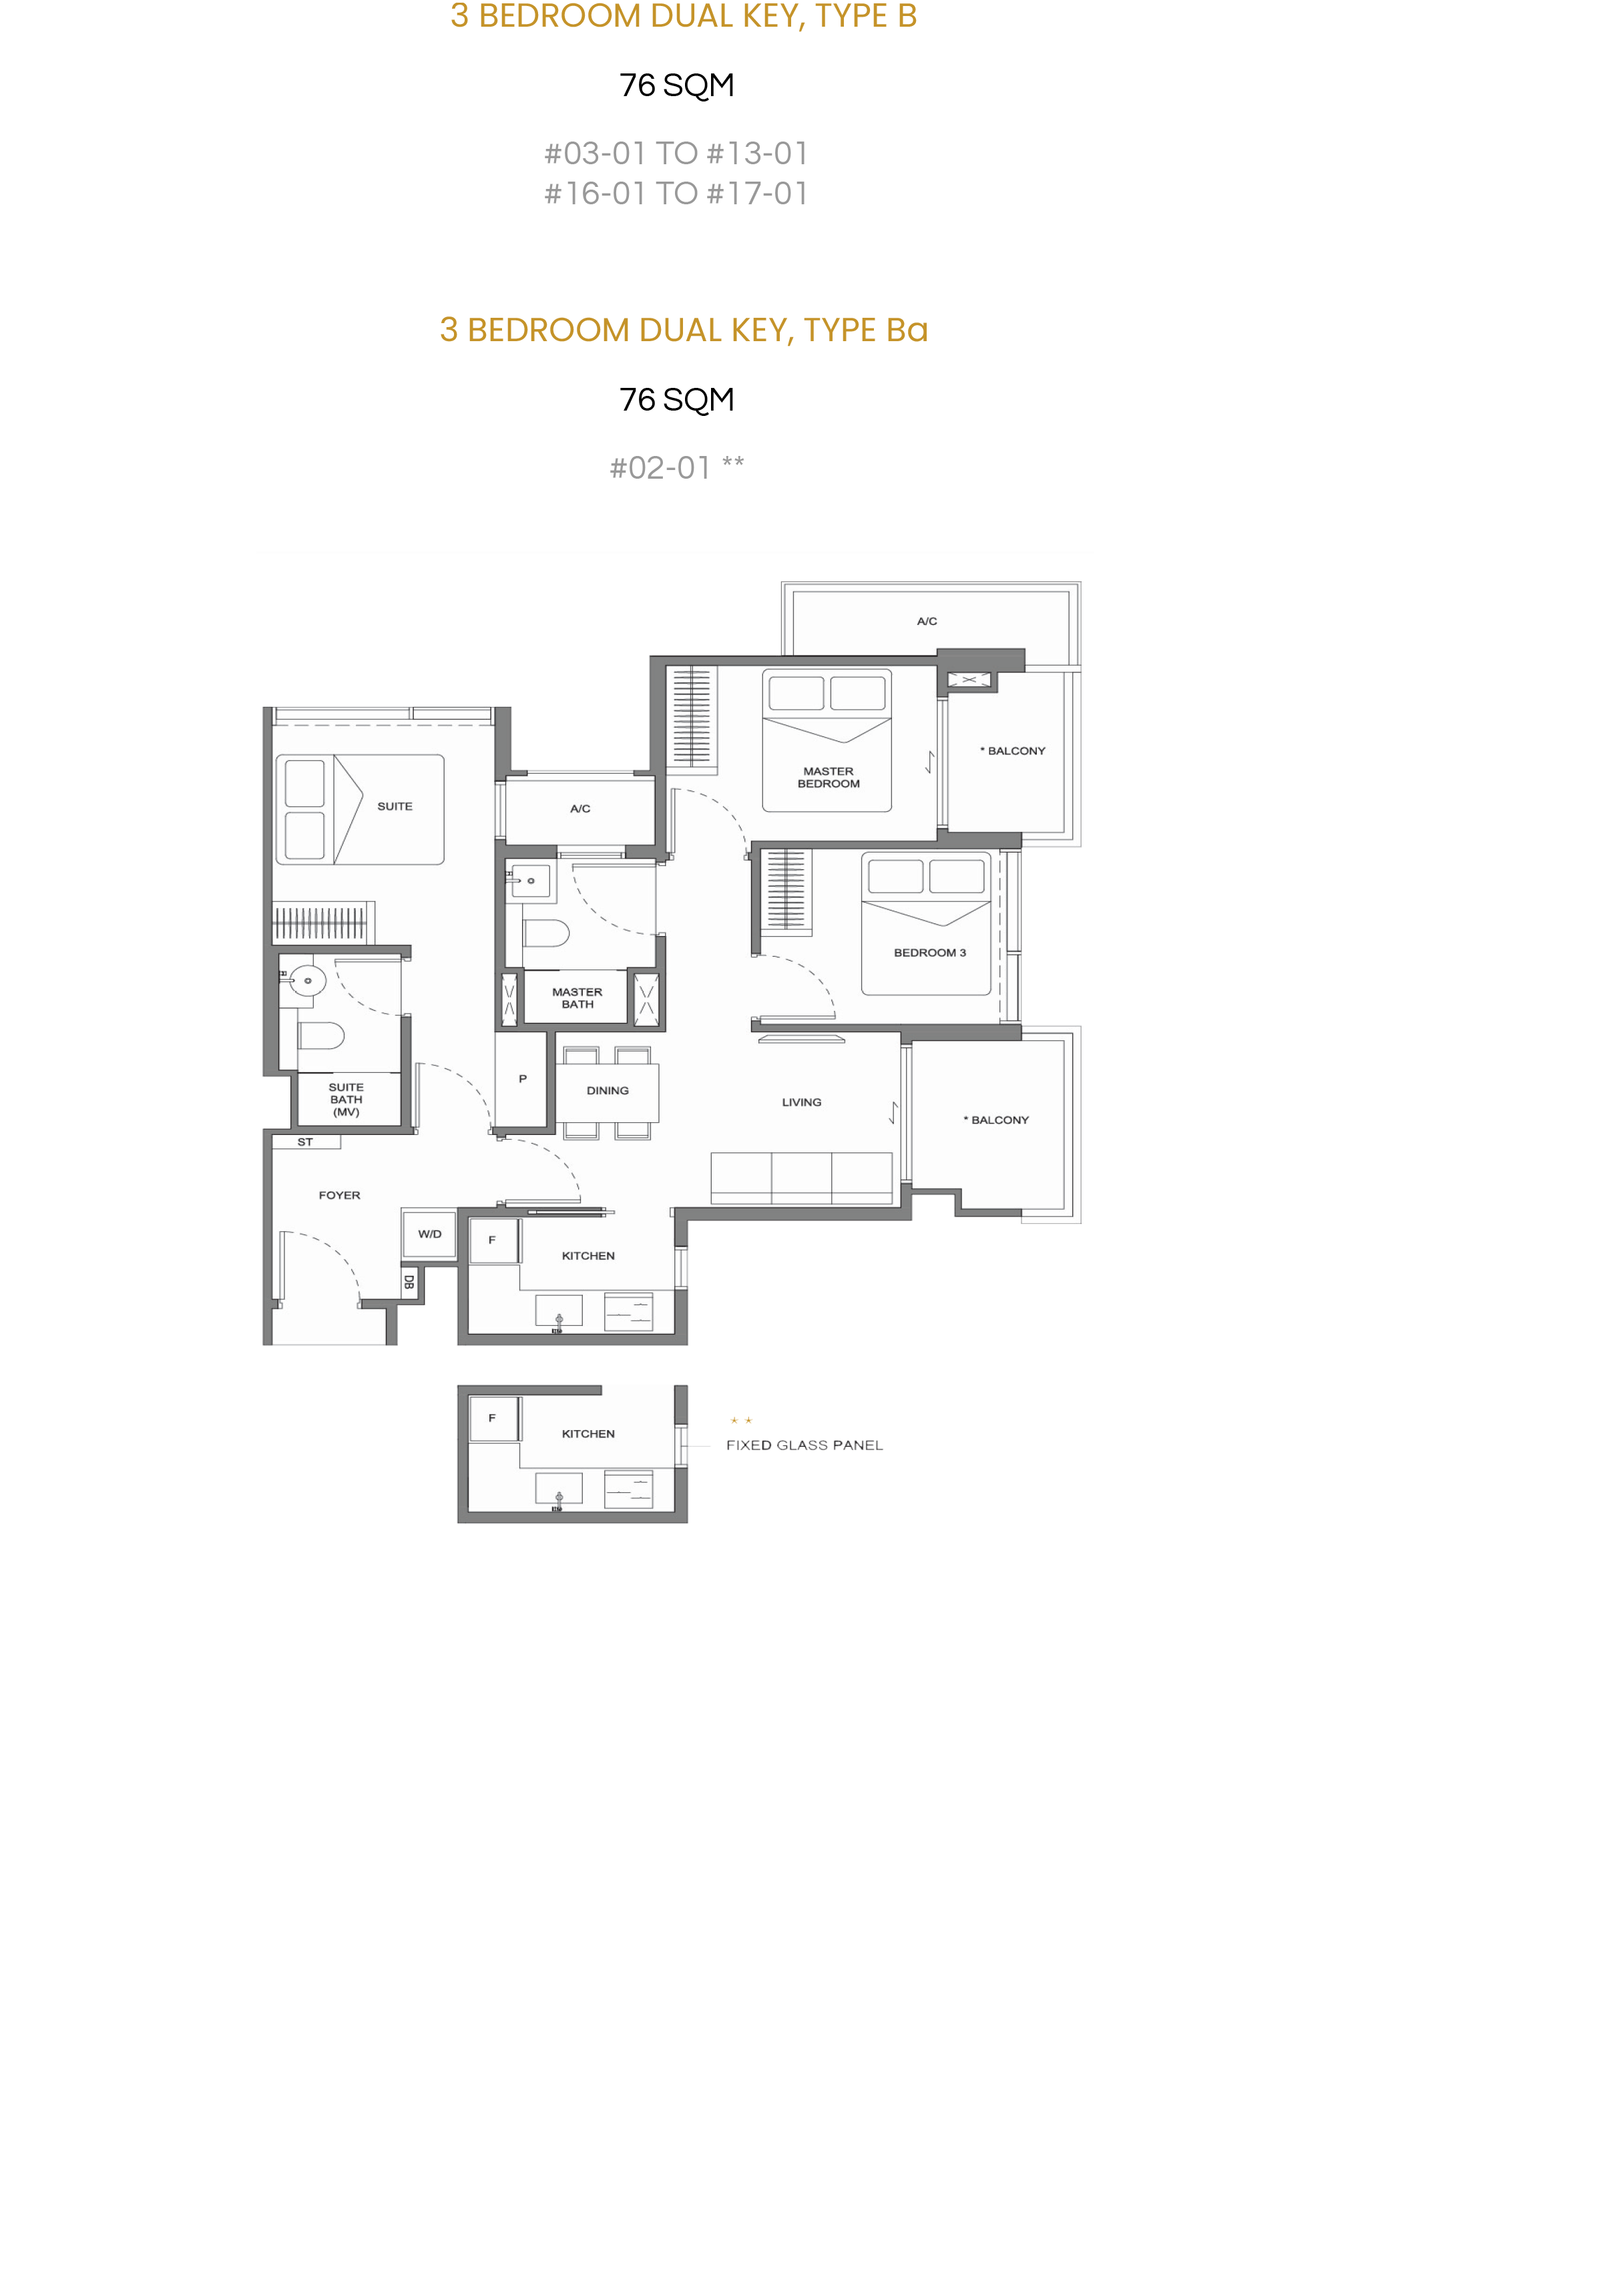 3 BEDROOM DUAL KEY, TYPE B
76 SQM
#03-01 TO #13-01
#16-01 TO #17-01
3 BEDROOM DUAL KEY, TYPE Ba
76 SQM
#02-01 **
A/C
MASTER
BEDROOM
* BALCONY
SUITE
A/C
BEDROOM 3
MASTER
BATH
SUITE
BATH
(MV)
P
DINING
LIVING
* BALCONY
ST
FOYER
W/D
F
KITCHEN
DB
F
KITCHEN
**
FIXED GLASS PANEL